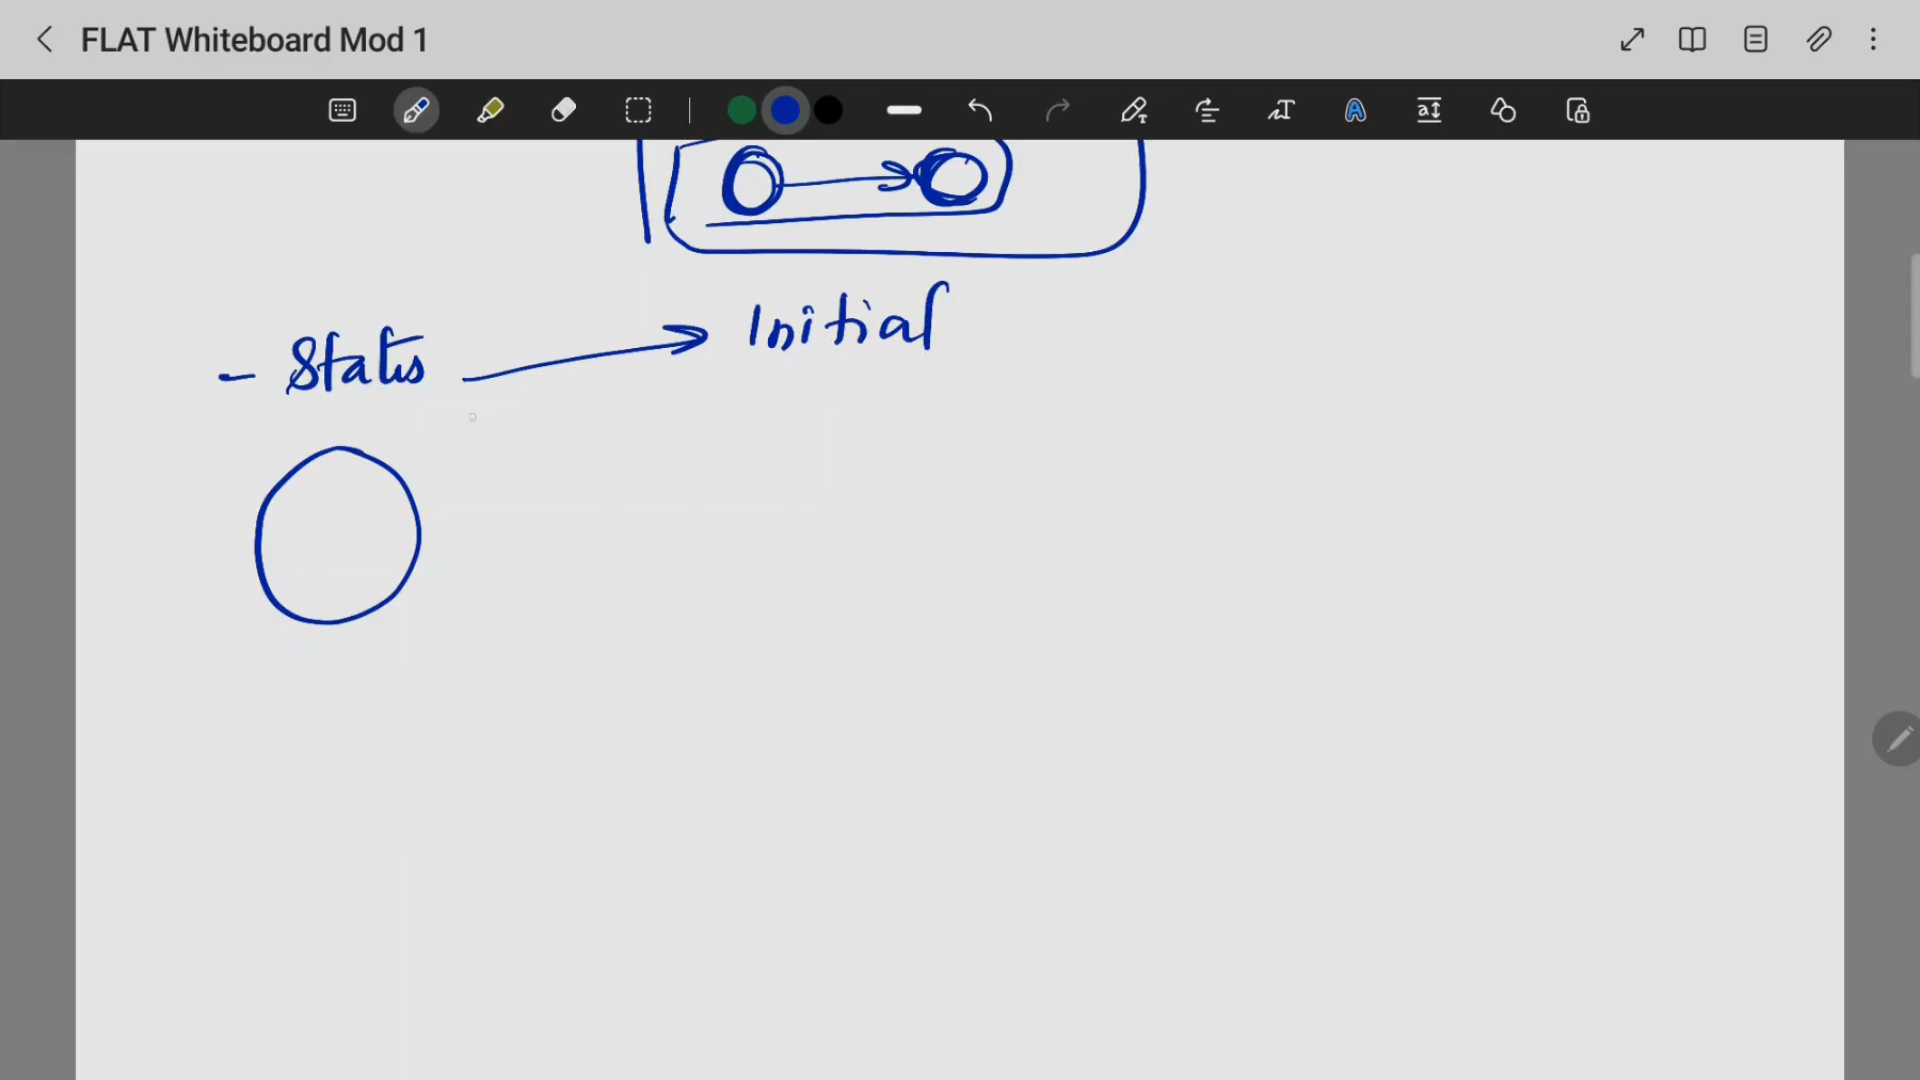 FLAT Whiteboard Mod 1
- States → Initial